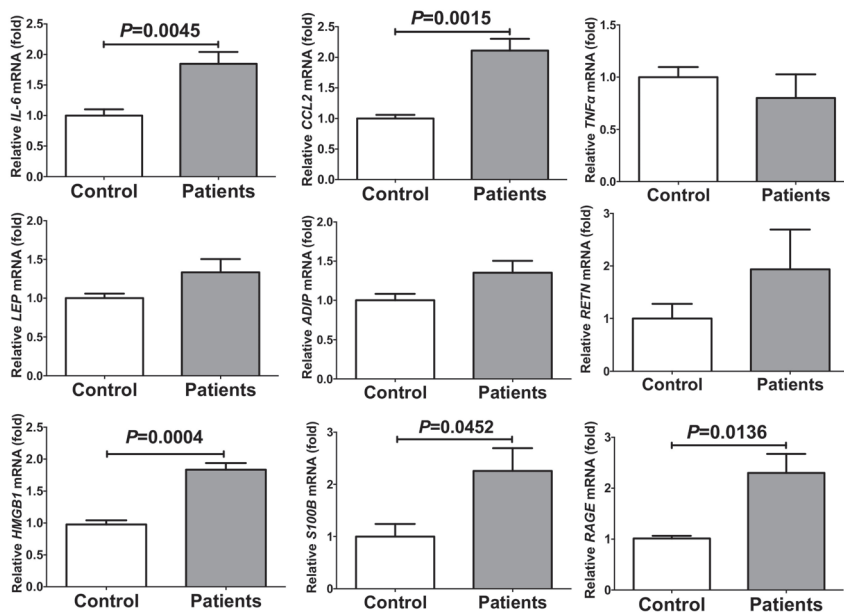 Relative IL-6 mRNA (fold)
2.5
2.0
1.5
1.0
0.5
0.0
P=0.0045
Control Patients
Relative CCL2 mRNA (fold)
2.5
2.0
1.5
1.0
0.5
0.0
P=0.0015
Control Patients
Relative TNFα mRNA (fold)
1.5
1.0
0.5
0.0
Control Patients
Relative LEP mRNA (fold)
2.0
1.5
1.0
0.5
0.0
Control Patients
Relative ADIP mRNA (fold)
2.0
1.5
1.0
0.5
0.0
Control Patients
Relative RETN mRNA (fold)
3
2
1
0
Control Patients
Relative HMGB1 mRNA (fold)
2.5
2.0
1.5
1.0
0.5
0.0
P=0.0004
Control Patients
Relative S100B mRNA (fold)
3
2
1
0
P=0.0452
Control Patients
Relative RAGE mRNA (fold)
3
2
1
0
P=0.0136
Control Patients